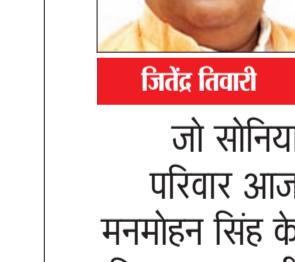 जितेंद्र तिवारी
जो सोनिया
परिवार आज
मनमोहन सिंह के